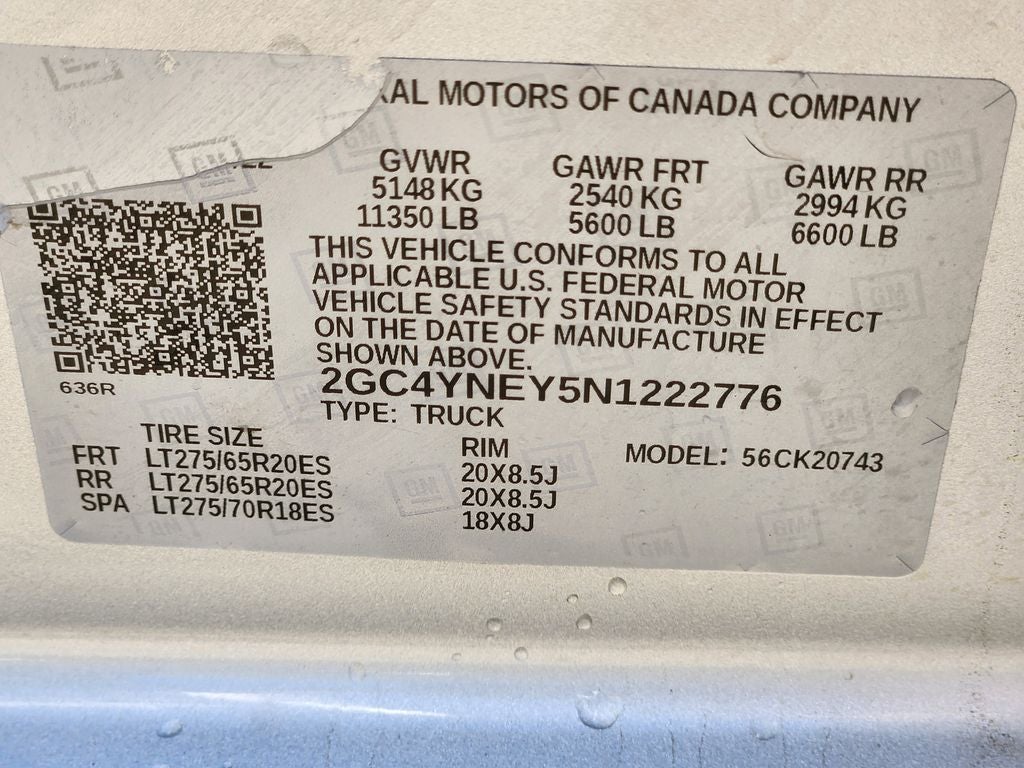 MOTORS OF CANADA COMPANY
GVWR GAWR FRT GAWR RR
5148 KG 2540 KG 2994 KG
11350 LB 5600 LB 6600 LB
THIS VEHICLE CONFORMS TO ALL
APPLICABLE U.S. FEDERAL MOTOR
VEHICLE SAFETY STANDARDS IN EFFECT
ON THE DATE OF MANUFACTURE
SHOWN ABOVE.
2GC4YNEY5N1222776
TYPE: TRUCK
636R
TIRE SIZE RIM MODEL: 56CK20743
FRT LT275/65R20ES 20X8.5J
RR LT275/65R20ES 20X8.5J
SPA LT275/70R18ES 18X8J